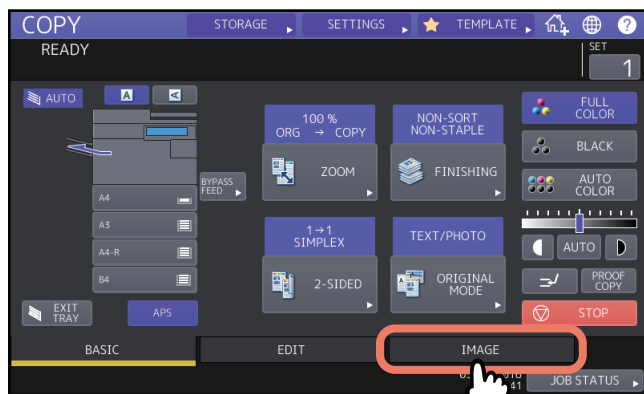 COPY
STORAGE
SETTINGS
TEMPLATE
?
READY
SET
1
AUTO
A
A
100 %
ORG → COPY
NON-SORT
NON-STAPLE
FULL
COLOR
BLACK
BYPASS
FEED
ZOOM
FINISHING
AUTO
COLOR
A4
A3
A4-R
B4
1→1
SIMPLEX
TEXT/PHOTO
AUTO
2-SIDED
ORIGINAL
MODE
PROOF
COPY
EXIT
TRAY
APS
STOP
BASIC
EDIT
IMAGE
41
JOB STATUS